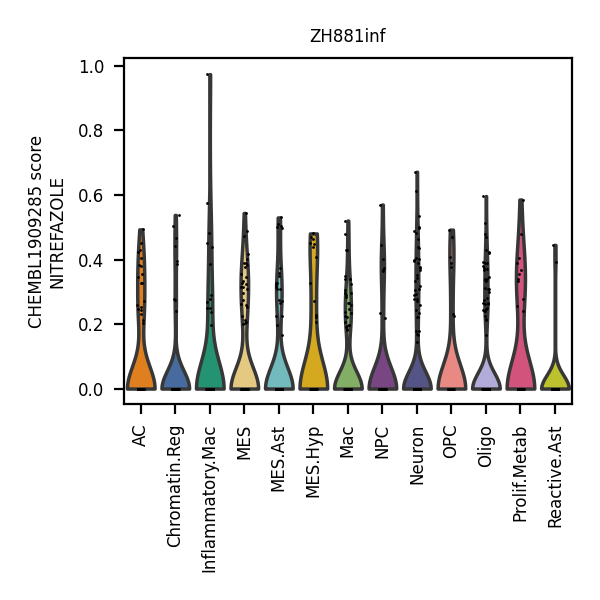 ZH881inf
CHEMBL1909285 score
NITREFAZOLE
1.0
0.8
0.6
0.4
0.2
0.0
AC
Chromatin.Reg
Inflammatory.Mac
MES
MES.Ast
MES.Hyp
Mac
NPC
Neuron
OPC
Oligo
Prolif.Metab
Reactive.Ast